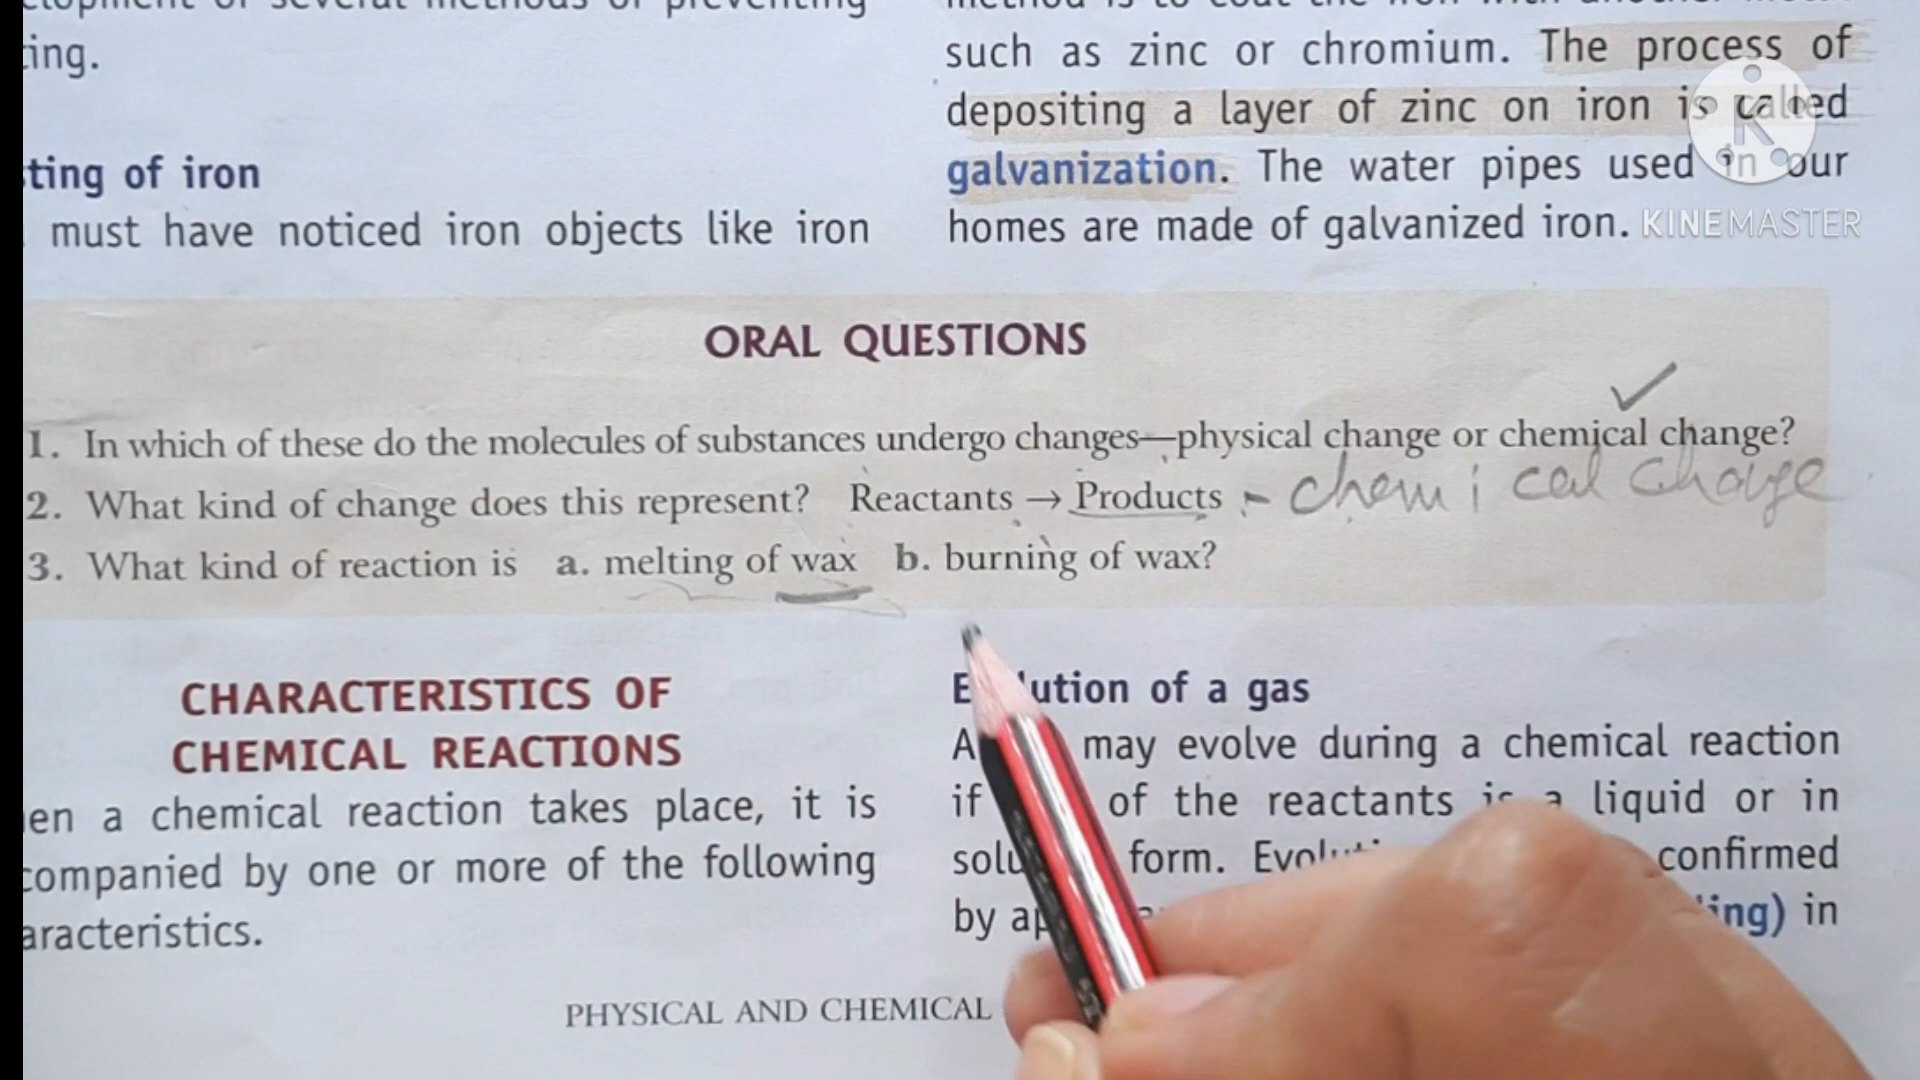 such as zinc or chromium. The process of
depositing a layer of zinc on iron is called
galvanization. The water pipes used in our
homes are made of galvanized iron.
KINEMASTER
K
ing.
ting of iron
must have noticed iron objects like iron
ORAL QUESTIONS
1. In which of these do the molecules of substances undergo changes—physical change or chemical change?
2. What kind of change does this represent? Reactants → Products - chemical change
3. What kind of reaction is a. melting of wax b. burning of wax?
CHARACTERISTICS OF
CHEMICAL REACTIONS
en a chemical reaction takes place, it is
companied by one or more of the following
aracteristics.
of a gas
may evolve during a chemical reaction
if of the reactants is a liquid or in
form. confirmed
by in
PHYSICAL AND CHEMICAL